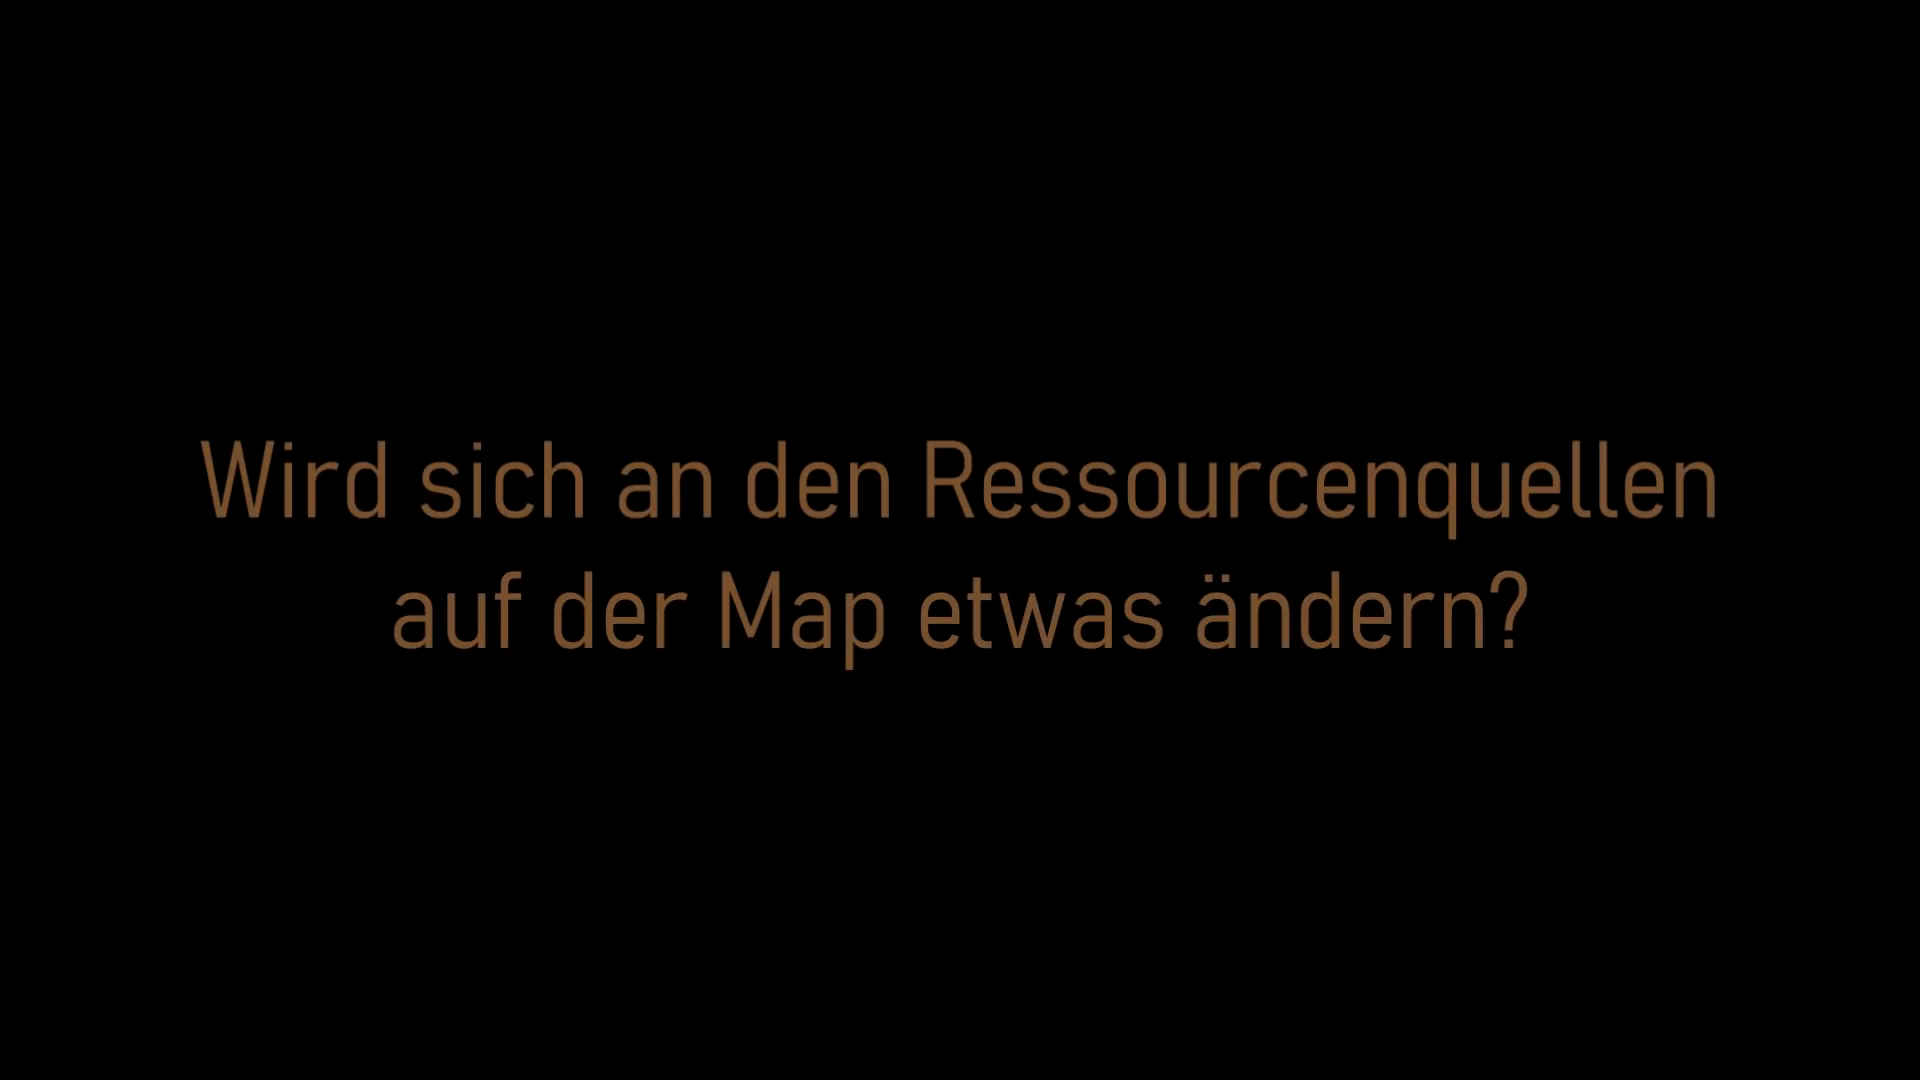 Wird sich an den Ressourcenquellen
auf der Map etwas ändern?